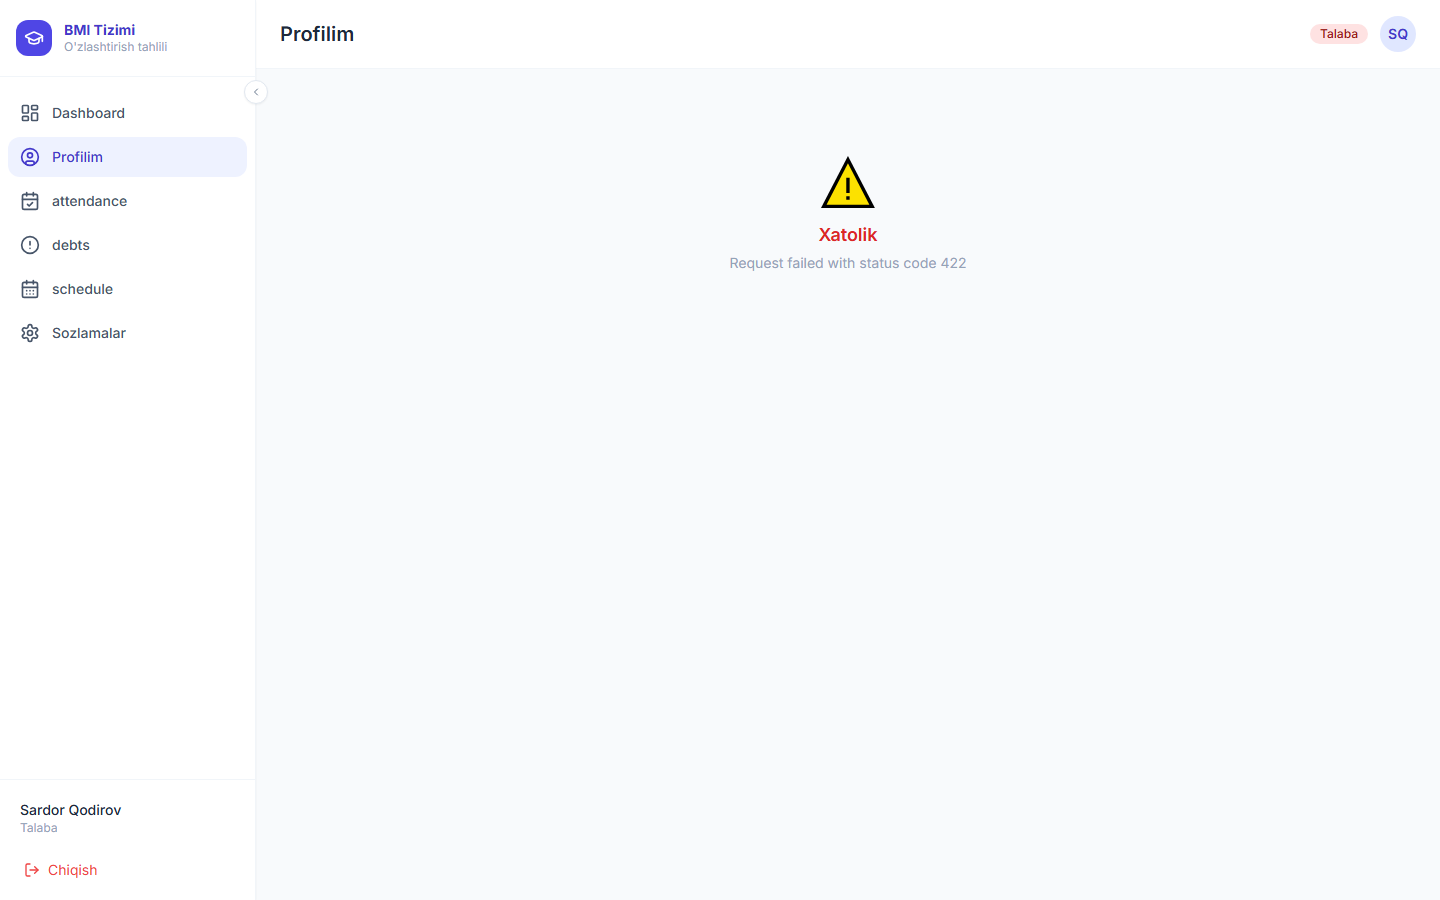 BMI Tizimi
O'zlashtirish tahlili
Profilim
Talaba
SQ
Dashboard
Profilim
attendance
debts
schedule
Sozlamalar
Xatolik
Request failed with status code 422
Sardor Qodirov
Talaba
Chiqish